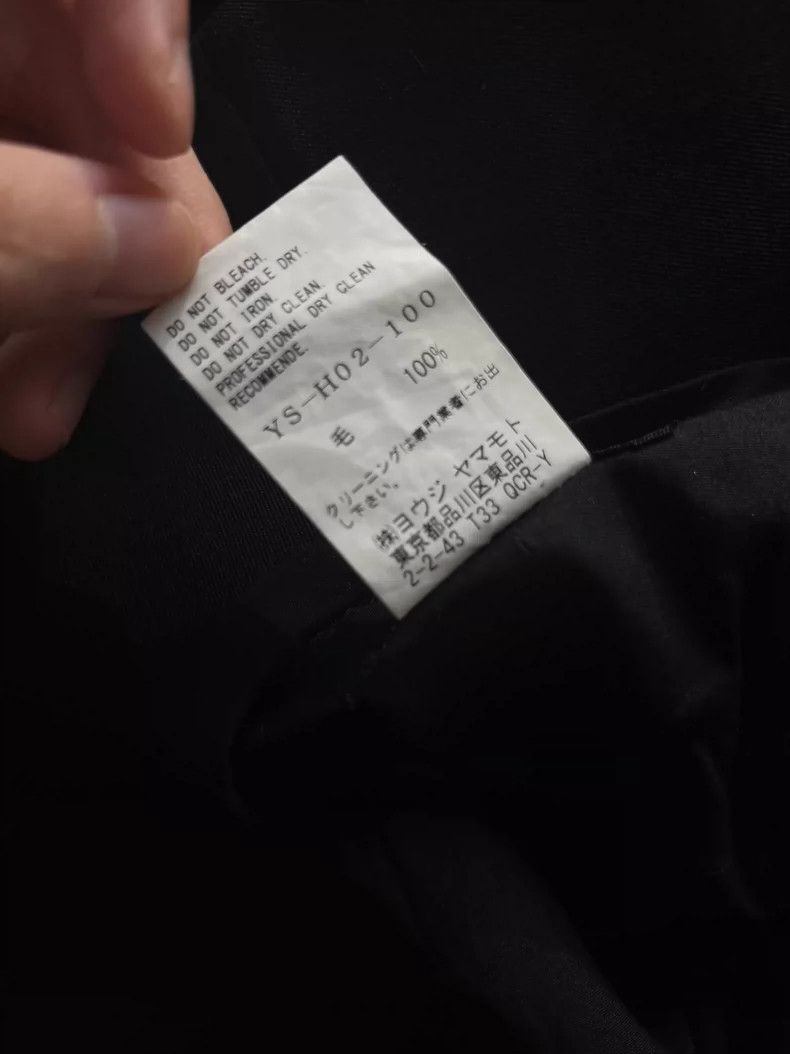 DO NOT BLEACH.
DO NOT TUMBLE DRY.
DO NOT IRON.
DO NOT DRY CLEAN.
PROFESSIONAL DRY CLEAN
RECOMMENDE.
YS-H02-100
毛 100%
クリーニングは専門業者にお出
し下さい。
㈱ヨウジ ヤマモト
東京都品川区東品川
2-2-43 T33 QCR-Y